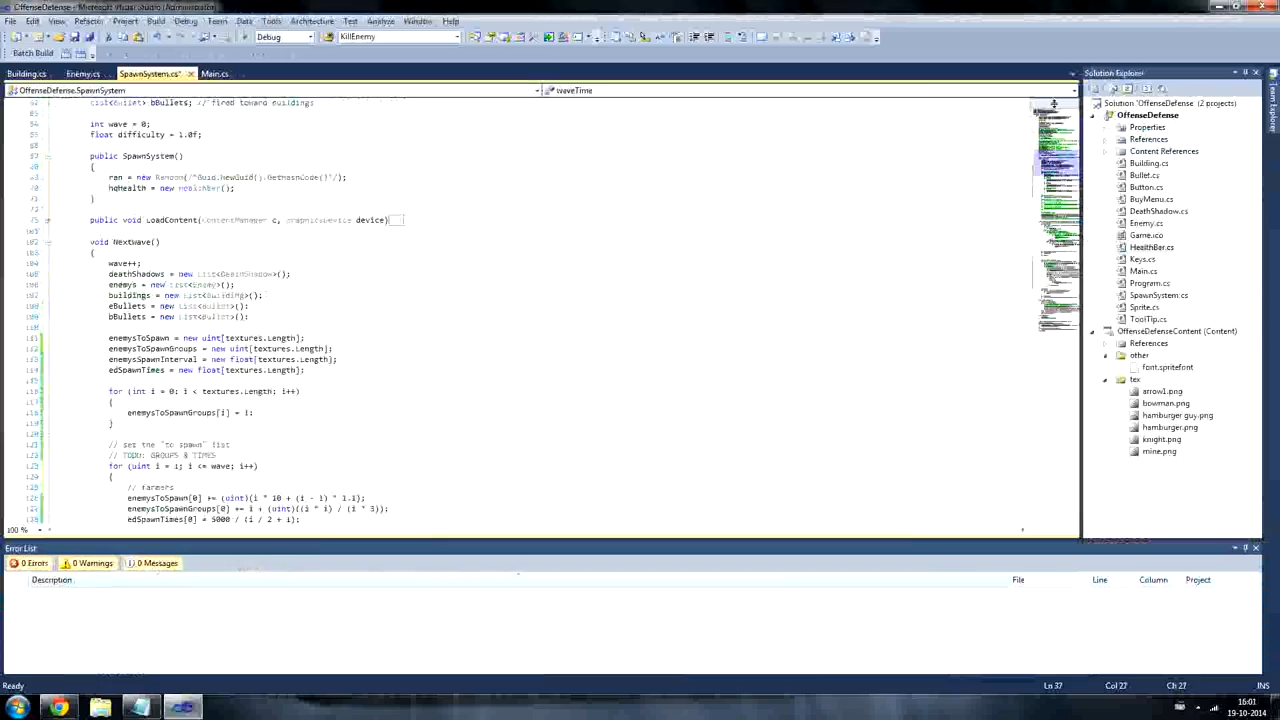 OffenseDefense - Microsoft Visual Studio (Administrator)
File Edit View Refactor Project Build Debug Team Data Tools Architecture Test Analyze Window Help
Debug KillEnemy
Batch Build
Building.cs Enemy.cs SpawnSystem.cs* Main.cs
OffenseDefense.SpawnSystem waveTime
List<Bullet> bBullets; // fired toward buildings
int wave = 0;
float difficulty = 1.0f;
public SpawnSystem()
{
ran = new Random(/*Guid.NewGuid().GetHashCode()*/);
hqHealth = new HealthBar();
}
public void LoadContent(ContentManager c, GraphicsDevice device)
void NextWave()
{
wave++;
deathShadows = new List<DeathShadow>();
enemys = new List<Enemy>();
buildings = new List<Building>();
eBullets = new List<Bullet>();
bBullets = new List<Bullet>();
enemysToSpawn = new uint[textures.Length];
enemysToSpawnGroups = new uint[textures.Length];
enemysSpawnInterval = new float[textures.Length];
edSpawnTimes = new float[textures.Length];
for (int i = 0; i < textures.Length; i++)
{
enemysToSpawnGroups[i] = 1;
}
// set the "to spawn" list
// TODO: GROUPS & TIMES
for (uint i = 1; i <= wave; i++)
{
// farmers
enemysToSpawn[0] += (uint)(i * 10 + (i - 1) * 1.1);
enemysToSpawnGroups[0] += i + (uint)((i * i) / (i * 3));
edSpawnTimes[0] = 5000 / (i / 2 + i);
100 %
Solution Explorer
Solution 'OffenseDefense' (2 projects)
OffenseDefense
Properties
References
Content References
Building.cs
Bullet.cs
Button.cs
BuyMenu.cs
DeathShadow.cs
Enemy.cs
Game.ico
HealthBar.cs
Keys.cs
Main.cs
Program.cs
SpawnSystem.cs
Sprite.cs
ToolTip.cs
OffenseDefenseContent (Content)
References
other
font.spritefont
tex
arrow1.png
bowman.png
hamburger guy.png
hamburger.png
knight.png
mine.png
Team Explorer
Error List
0 Errors 0 Warnings 0 Messages
Description File Line Column Project
Ready Ln 37 Col 27 Ch 27 INS
16:01
19-10-2014